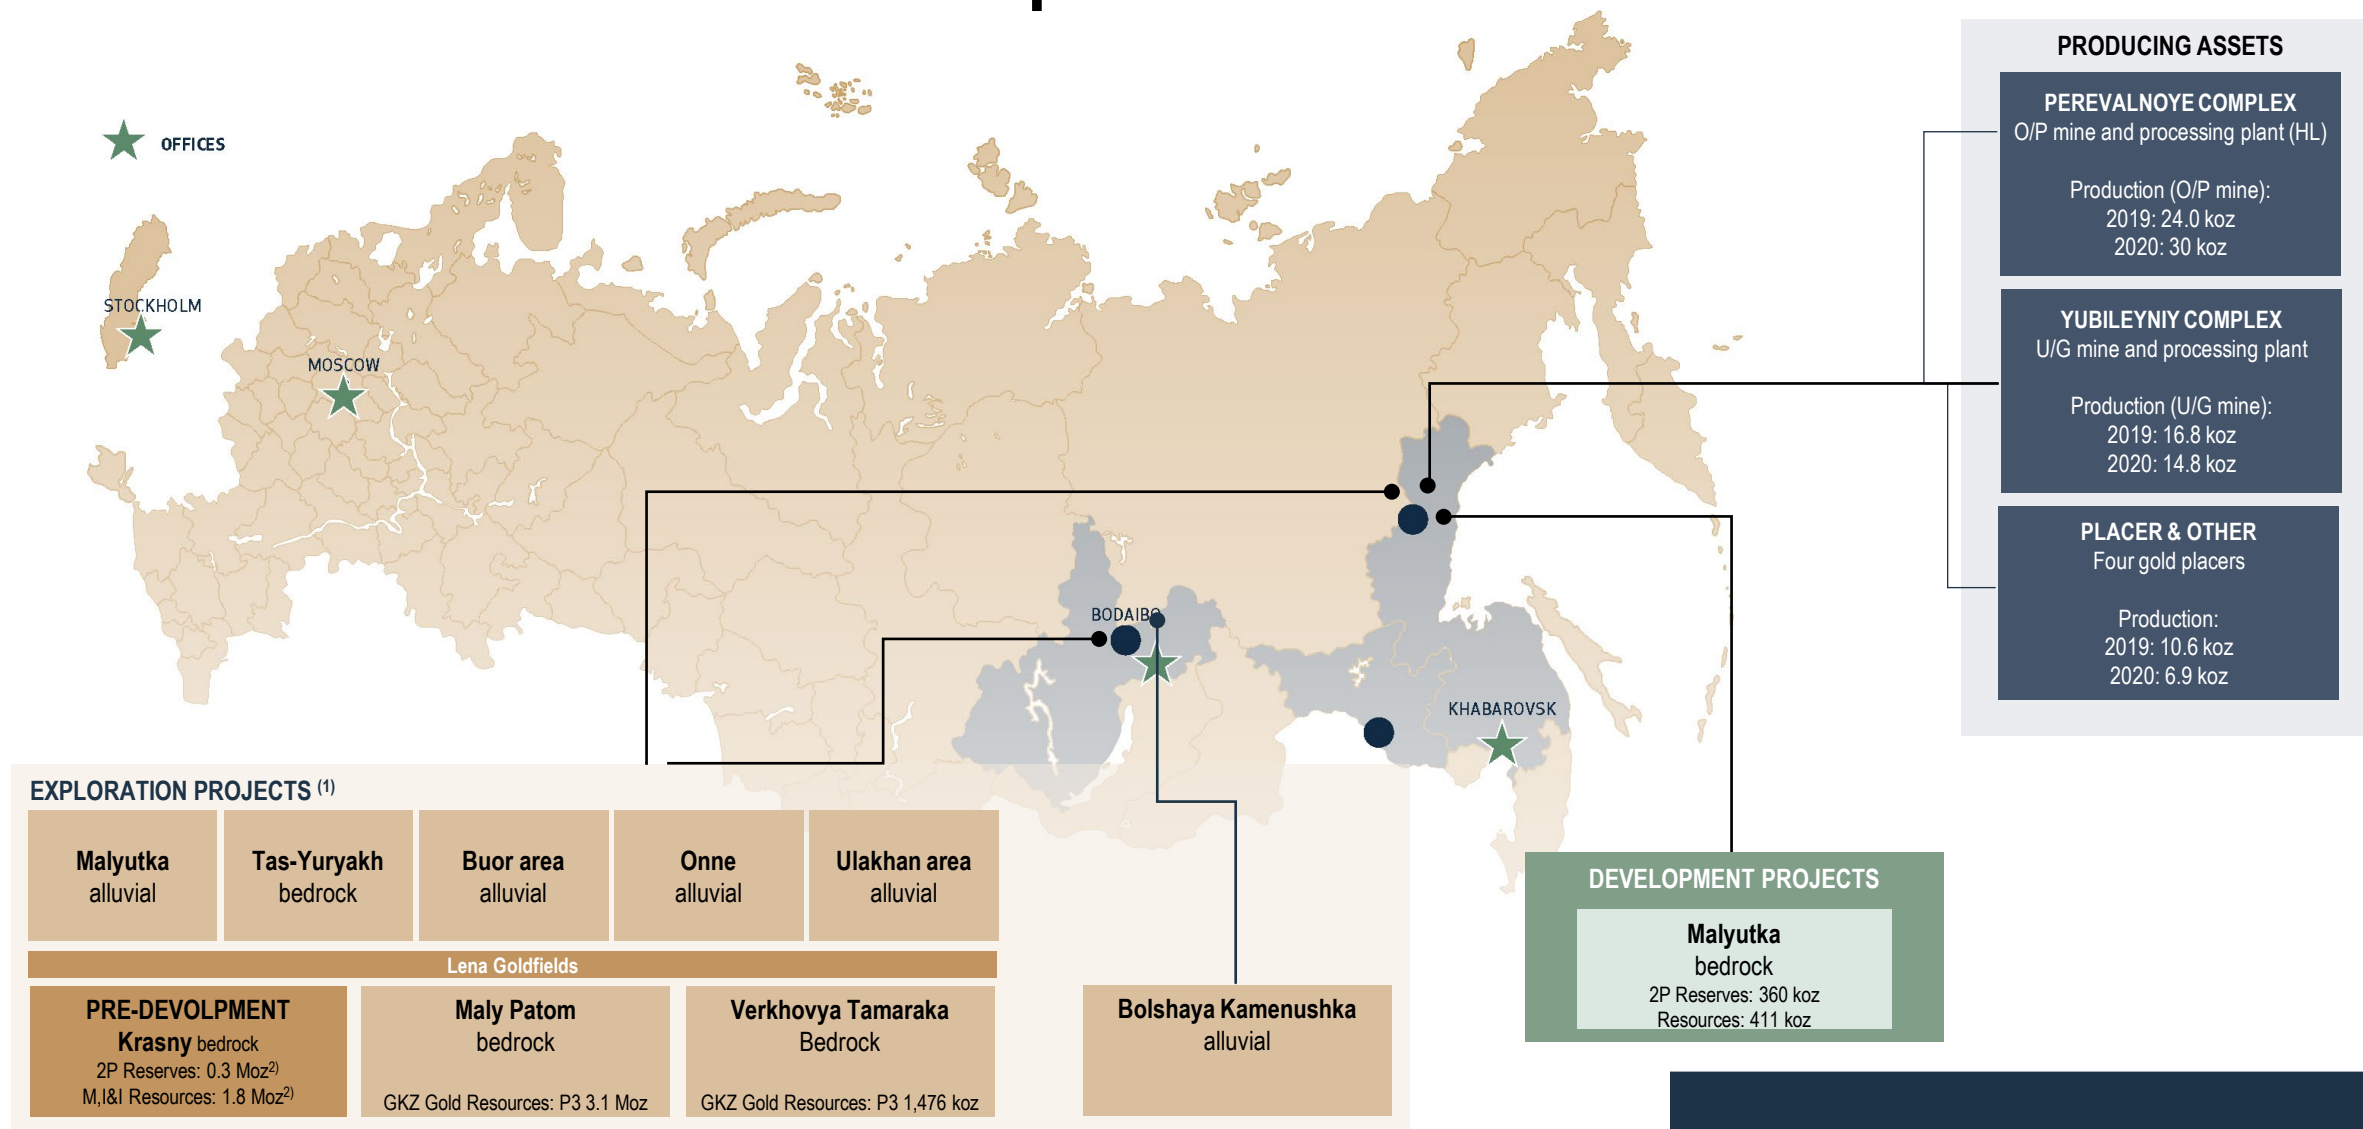 OFFICES
STOCKHOLM
MOSCOW
BODAIBO
KHABAROVSK
PRODUCING ASSETS
PEREVALNOYE COMPLEX
O/P mine and processing plant (HL)
Production (O/P mine):
2019: 24.0 koz
2020: 30 koz
YUBILEYNIY COMPLEX
U/G mine and processing plant
Production (U/G mine):
2019: 16.8 koz
2020: 14.8 koz
PLACER & OTHER
Four gold placers
Production:
2019: 10.6 koz
2020: 6.9 koz
EXPLORATION PROJECTS (1)
Malyutka
alluvial
Tas-Yuryakh
bedrock
Buor area
alluvial
Onne
alluvial
Ulakhan area
alluvial
Lena Goldfields
PRE-DEVOLPMENT
Krasny bedrock
2P Reserves: 0.3 Moz2)
M,I&I Resources: 1.8 Moz2)
Maly Patom
bedrock
GKZ Gold Resources: P3 3.1 Moz
Verkhovya Tamaraka
Bedrock
GKZ Gold Resources: P3 1,476 koz
Bolshaya Kamenushka
alluvial
DEVELOPMENT PROJECTS
Malyutka
bedrock
2P Reserves: 360 koz
Resources: 411 koz